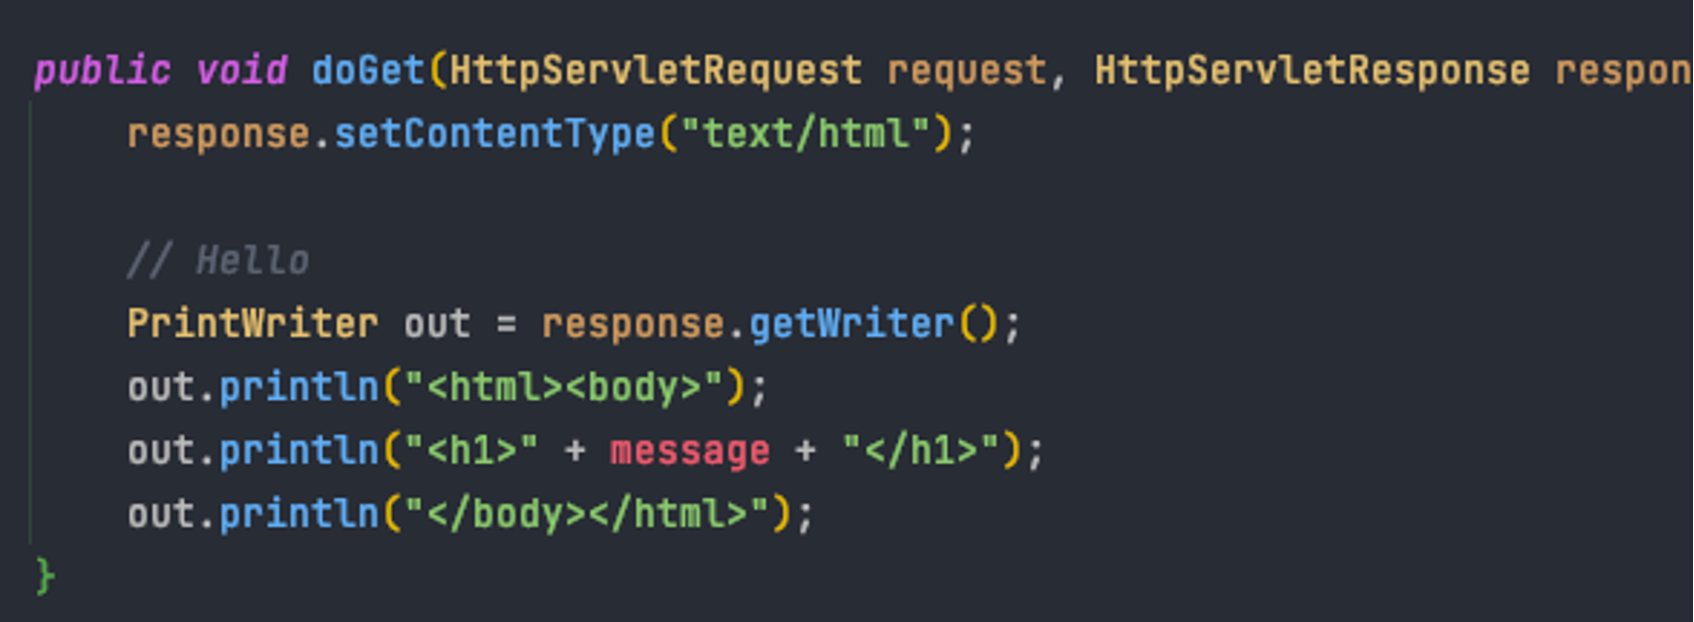 public void doGet(HttpServletRequest request, HttpServletResponse respon
response.setContentType("text/html");
// Hello
PrintWriter out = response.getWriter();
out.println("<html><body>");
out.println("<h1>" + message + "</h1>");
out.println("</body></html>");
}